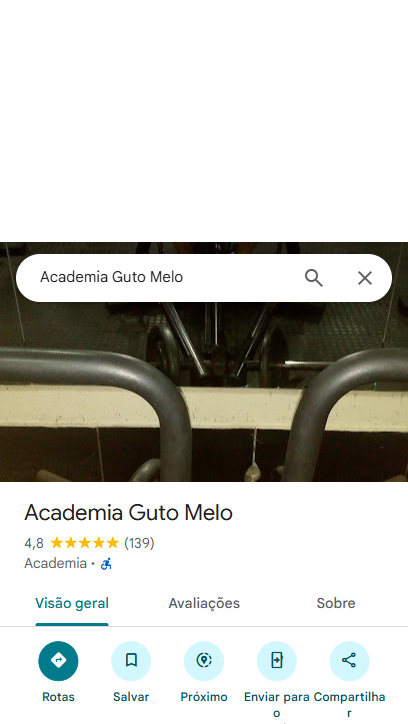 Academia Guto Melo
Academia Guto Melo
4,8 (139)
Academia ·
Visão geral Avaliações Sobre
Rotas Salvar Próximo Enviar para o Compartilhar